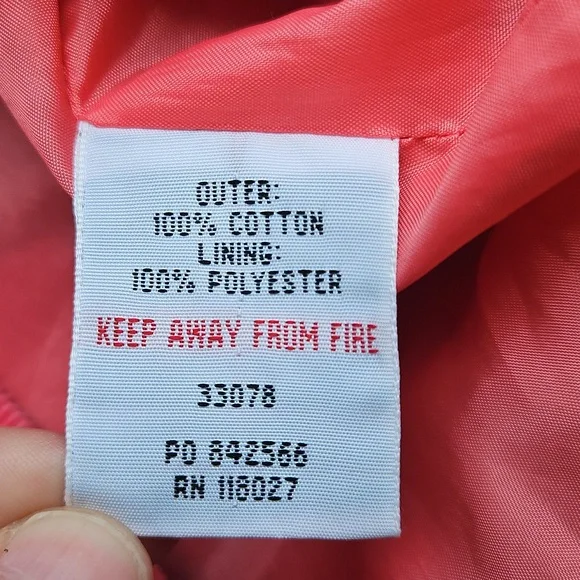 OUTER:
100% COTTON
LINING:
100% POLYESTER
KEEP AWAY FROM FIRE
33078
PO 842566
RN 118027